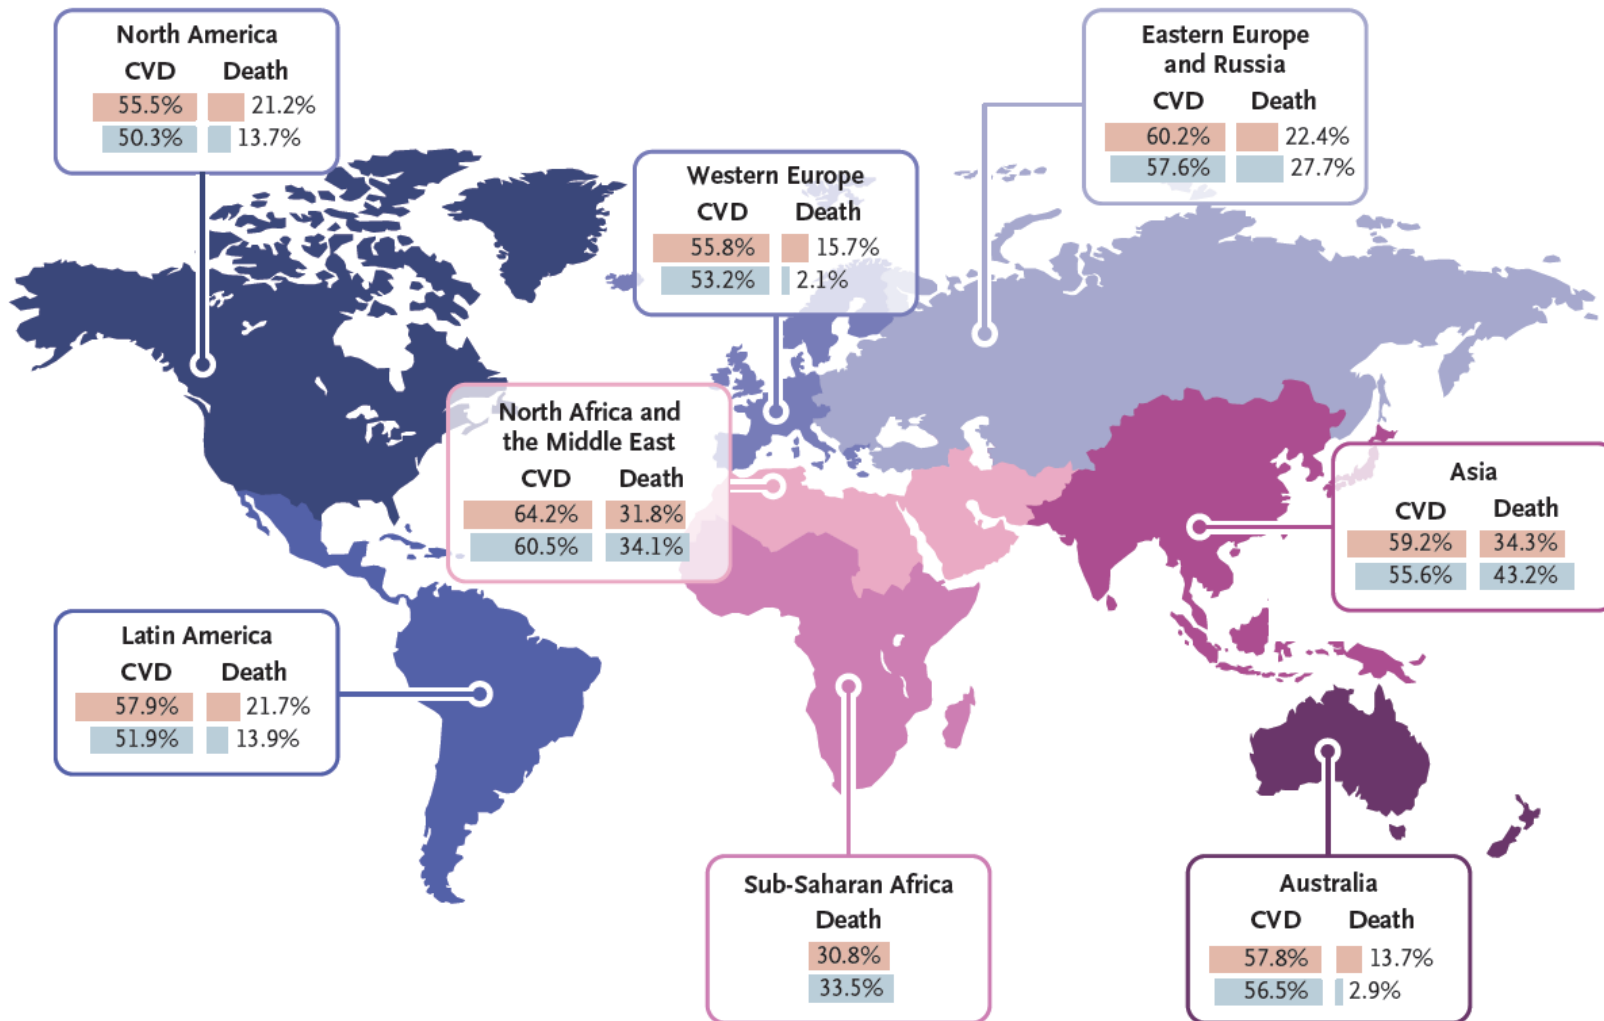 North America
CVD Death
55.5% 21.2%
50.3% 13.7%
Eastern Europe
and Russia
CVD Death
60.2% 22.4%
57.6% 27.7%
Western Europe
CVD Death
55.8% 15.7%
53.2% 2.1%
North Africa and
the Middle East
CVD Death
64.2% 31.8%
60.5% 34.1%
Asia
CVD Death
59.2% 34.3%
55.6% 43.2%
Latin America
CVD Death
57.9% 21.7%
51.9% 13.9%
Sub-Saharan Africa
Death
30.8%
33.5%
Australia
CVD Death
57.8% 13.7%
56.5% 2.9%